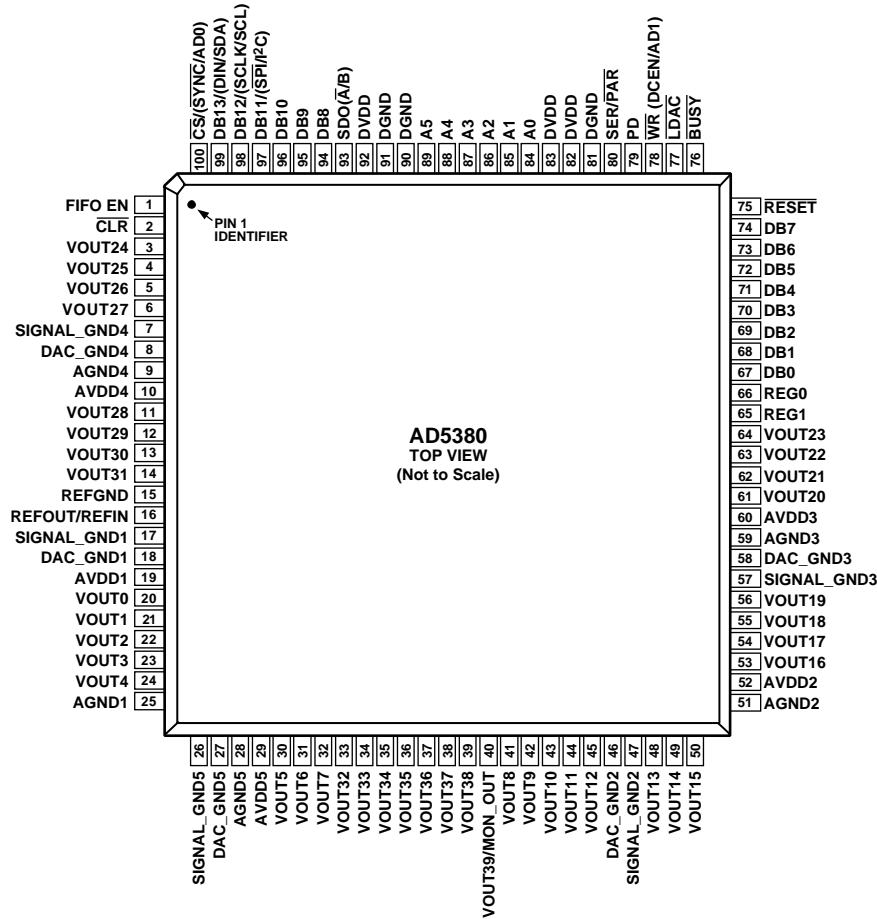 CS/(SYNC/AD0)
DB13/(DIN/SDA)
DB12/(SCLK/SCL)
DB11/(SPI/I²C)
DB10
DB9
DB8
SDO(A/B)
DVDD
DGND
DGND
A5
A4
A3
A2
A1
A0
DVDD
DVDD
DGND
SER/PAR
PD
WR (DCEN/AD1)
LDAC
BUSY
100
99
98
97
96
95
94
93
92
91
90
89
88
87
86
85
84
83
82
81
80
79
78
77
76
FIFO EN 1
CLR 2
VOUT24 3
VOUT25 4
VOUT26 5
VOUT27 6
SIGNAL_GND4 7
DAC_GND4 8
AGND4 9
AVDD4 10
VOUT28 11
VOUT29 12
VOUT30 13
VOUT31 14
REFGND 15
REFOUT/REFIN 16
SIGNAL_GND1 17
DAC_GND1 18
AVDD1 19
VOUT0 20
VOUT1 21
VOUT2 22
VOUT3 23
VOUT4 24
AGND1 25
PIN 1
IDENTIFIER
AD5380
TOP VIEW
(Not to Scale)
75 RESET
74 DB7
73 DB6
72 DB5
71 DB4
70 DB3
69 DB2
68 DB1
67 DB0
66 REG0
65 REG1
64 VOUT23
63 VOUT22
62 VOUT21
61 VOUT20
60 AVDD3
59 AGND3
58 DAC_GND3
57 SIGNAL_GND3
56 VOUT19
55 VOUT18
54 VOUT17
53 VOUT16
52 AVDD2
51 AGND2
26
27
28
29
30
31
32
33
34
35
36
37
38
39
40
41
42
43
44
45
46
47
48
49
50
SIGNAL_GND5
DAC_GND5
AGND5
AVDD5
VOUT5
VOUT6
VOUT7
VOUT32
VOUT33
VOUT34
VOUT35
VOUT36
VOUT37
VOUT38
VOUT39/MON_OUT
VOUT8
VOUT9
VOUT10
VOUT11
VOUT12
DAC_GND2
SIGNAL_GND2
VOUT13
VOUT14
VOUT15